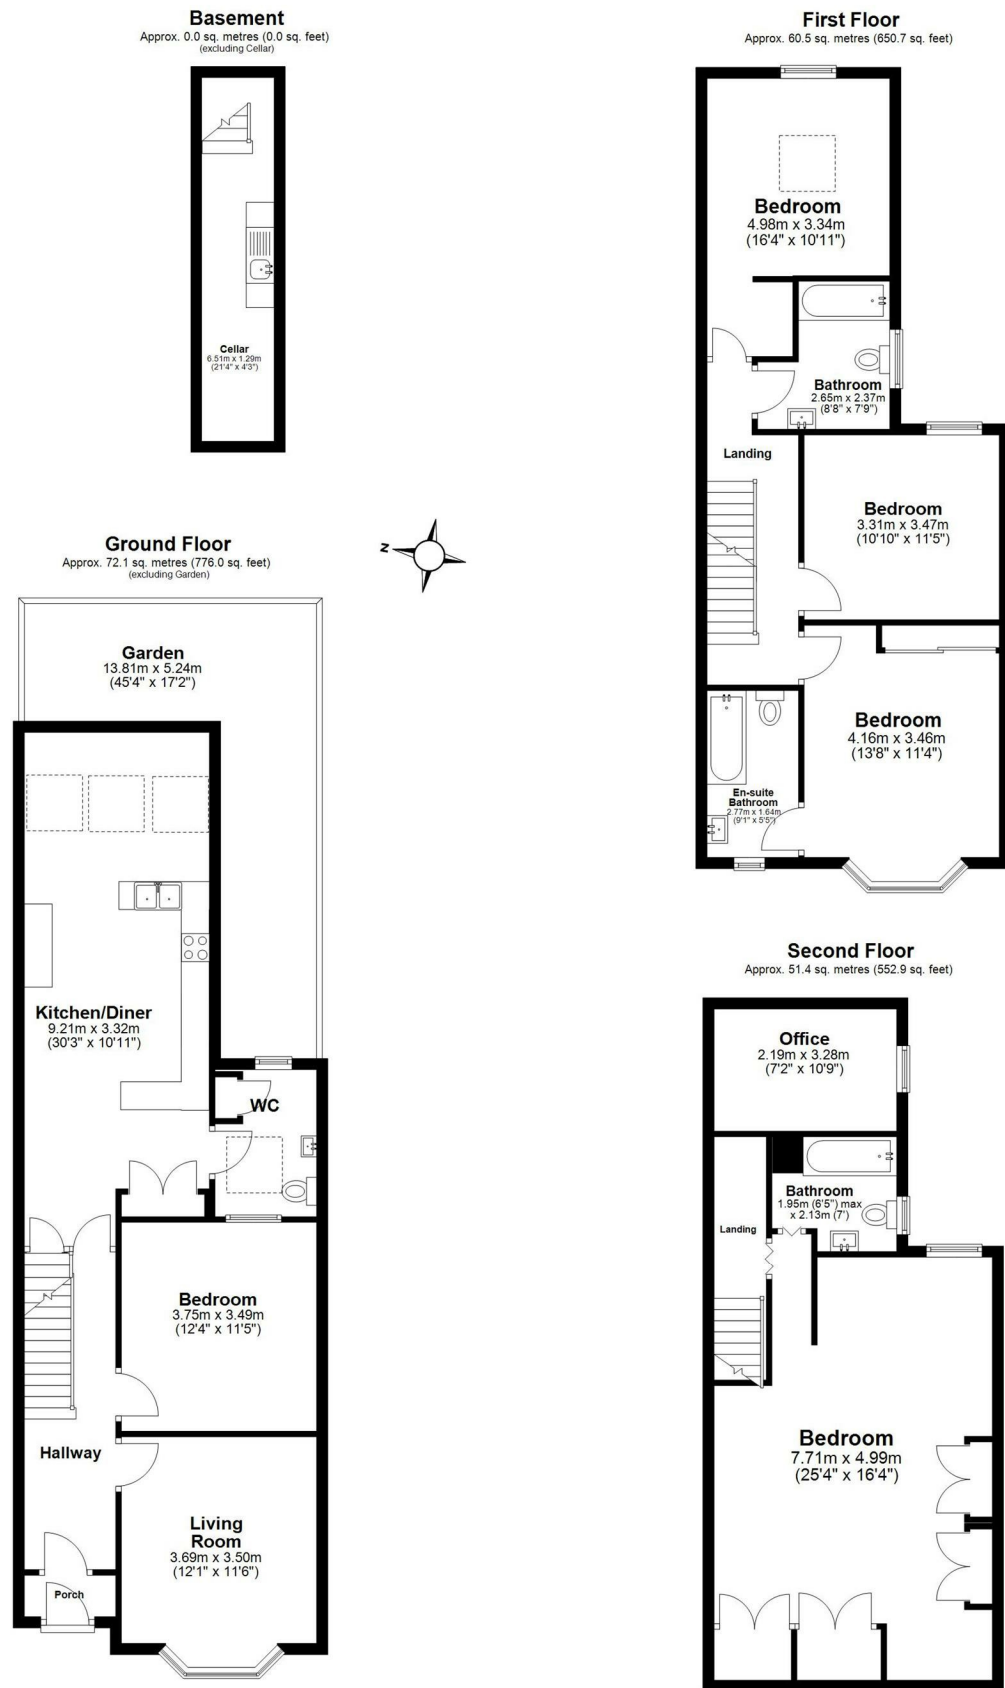 Basement
Approx. 0.0 sq. metres (0.0 sq. feet)
(excluding Cellar)
Cellar
6.51m x 1.29m
(21'4" x 4'3")
Ground Floor
Approx. 72.1 sq. metres (776.0 sq. feet)
(excluding Garden)
N
Garden
13.81m x 5.24m
(45'4" x 17'2")
Kitchen/Diner
9.21m x 3.32m
(30'3" x 10'11")
WC
Bedroom
3.75m x 3.49m
(12'4" x 11'5")
Hallway
Living
Room
3.69m x 3.50m
(12'1" x 11'6")
Porch
First Floor
Approx. 60.5 sq. metres (650.7 sq. feet)
Bedroom
4.98m x 3.34m
(16'4" x 10'11")
Bathroom
2.65m x 2.37m
(8'8" x 7'9")
Landing
Bedroom
3.31m x 3.47m
(10'10" x 11'5")
Bedroom
4.16m x 3.46m
(13'8" x 11'4")
En-suite
Bathroom
2.77m x 1.64m
(9'1" x 5'5")
Second Floor
Approx. 51.4 sq. metres (552.9 sq. feet)
Office
2.19m x 3.28m
(7'2" x 10'9")
Bathroom
1.95m (6'5") max
x 2.13m (7')
Landing
Bedroom
7.71m x 4.99m
(25'4" x 16'4")